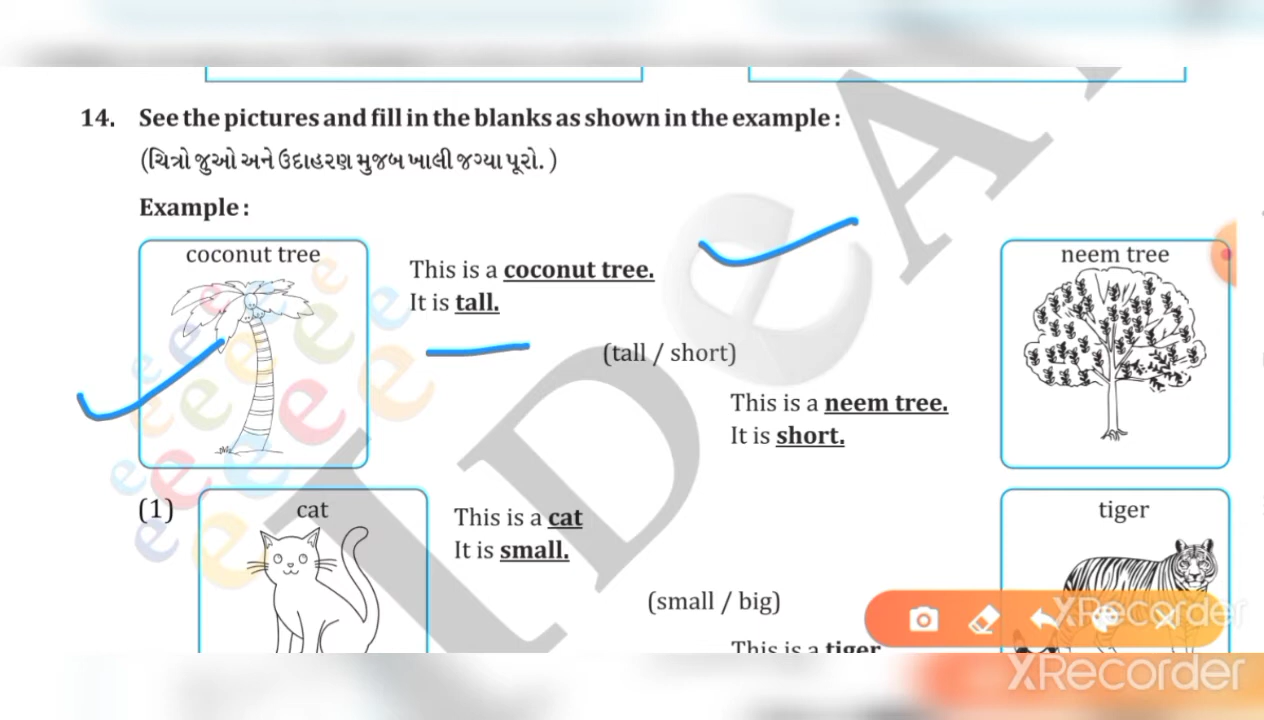 14. See the pictures and fill in the blanks as shown in the example :
(ચિત્રો જુઓ અને ઉદાહરણ મુજબ ખાલી જગ્યા પૂરો. )
Example :
coconut tree
This is a coconut tree.
It is tall.
(tall / short)
neem tree
This is a neem tree.
It is short.
(1)
cat
This is a cat
It is small.
(small / big)
tiger
This is a tiger
XRecorder
XRecorder
IDeA